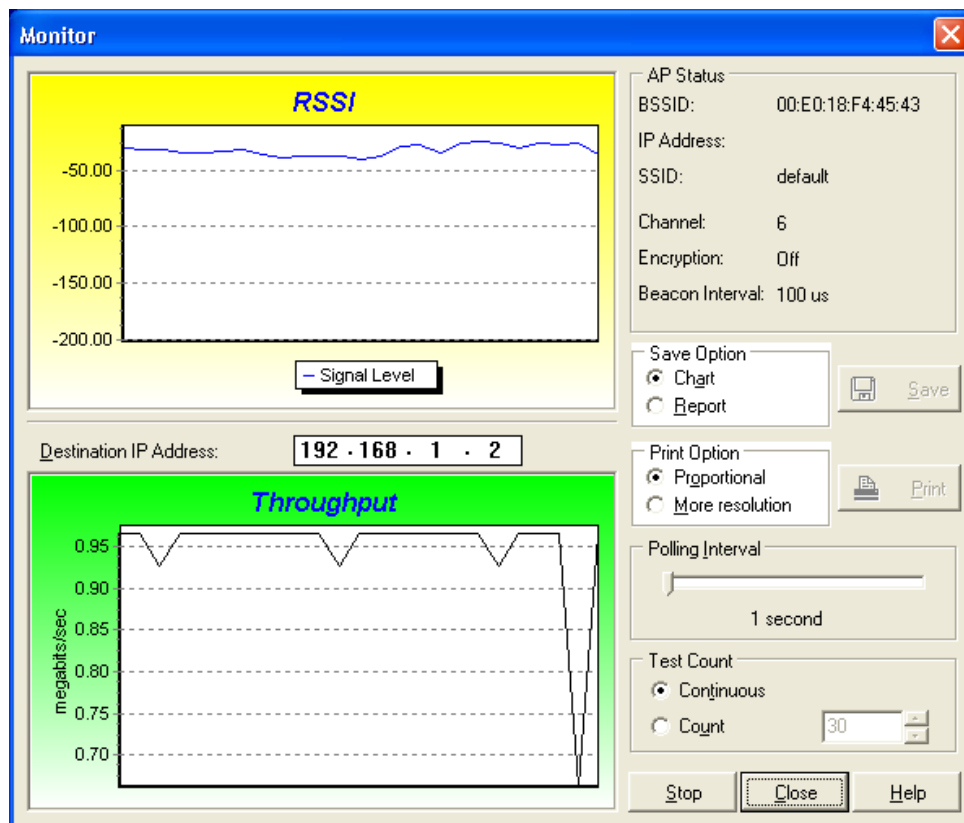 Monitor
RSSI
-50.00
-100.00
-150.00
-200.00
Signal Level
Destination IP Address: 192 . 168 . 1 . 2
Throughput
megabits/sec
0.95
0.90
0.85
0.80
0.75
0.70
AP Status
BSSID: 00:E0:18:F4:45:43
IP Address:
SSID: default
Channel: 6
Encryption: Off
Beacon Interval: 100 us
Save Option
Chart
Report
Save
Print Option
Proportional
More resolution
Print
Polling Interval
1 second
Test Count
Continuous
Count 30
Stop Close Help